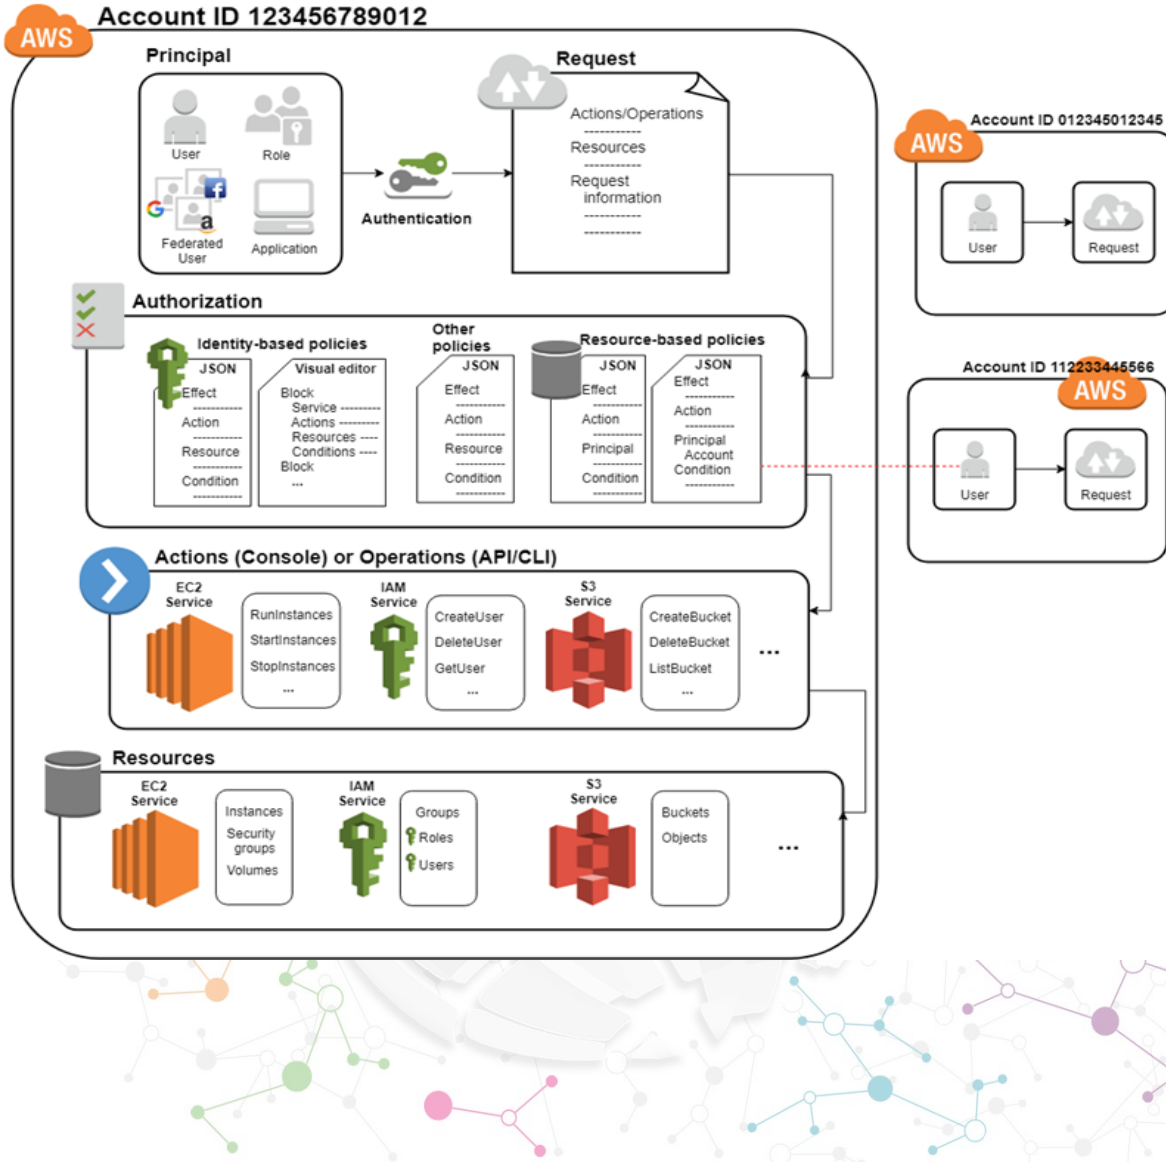 Account ID 123456789012
AWS
Principal
User
Role
Federated
User
Application
Authentication
Request
Actions/Operations
-----------
Resources
-----------
Request
information
-----------
-----------
Authorization
Identity-based policies
JSON
Effect
-----------
Action
-----------
Resource
-----------
Condition
-----------
Visual editor
Block
Service ---------
Actions ---------
Resources ----
Conditions ----
Block
...
Other
policies
JSON
Effect
-----------
Action
-----------
Resource
-----------
Condition
-----------
Resource-based policies
JSON
Effect
-----------
Action
-----------
Principal
-----------
Condition
-----------
JSON
Effect
-----------
Action
-----------
Principal
Account
Condition
-----------
Actions (Console) or Operations (API/CLI)
EC2
Service
RunInstances
StartInstances
StopInstances
...
IAM
Service
CreateUser
DeleteUser
GetUser
...
S3
Service
CreateBucket
DeleteBucket
ListBucket
...
...
Resources
EC2
Service
Instances
Security
groups
Volumes
IAM
Service
Groups
Roles
Users
S3
Service
Buckets
Objects
...
Account ID 012345012345
AWS
User
Request
Account ID 112233445566
AWS
User
Request